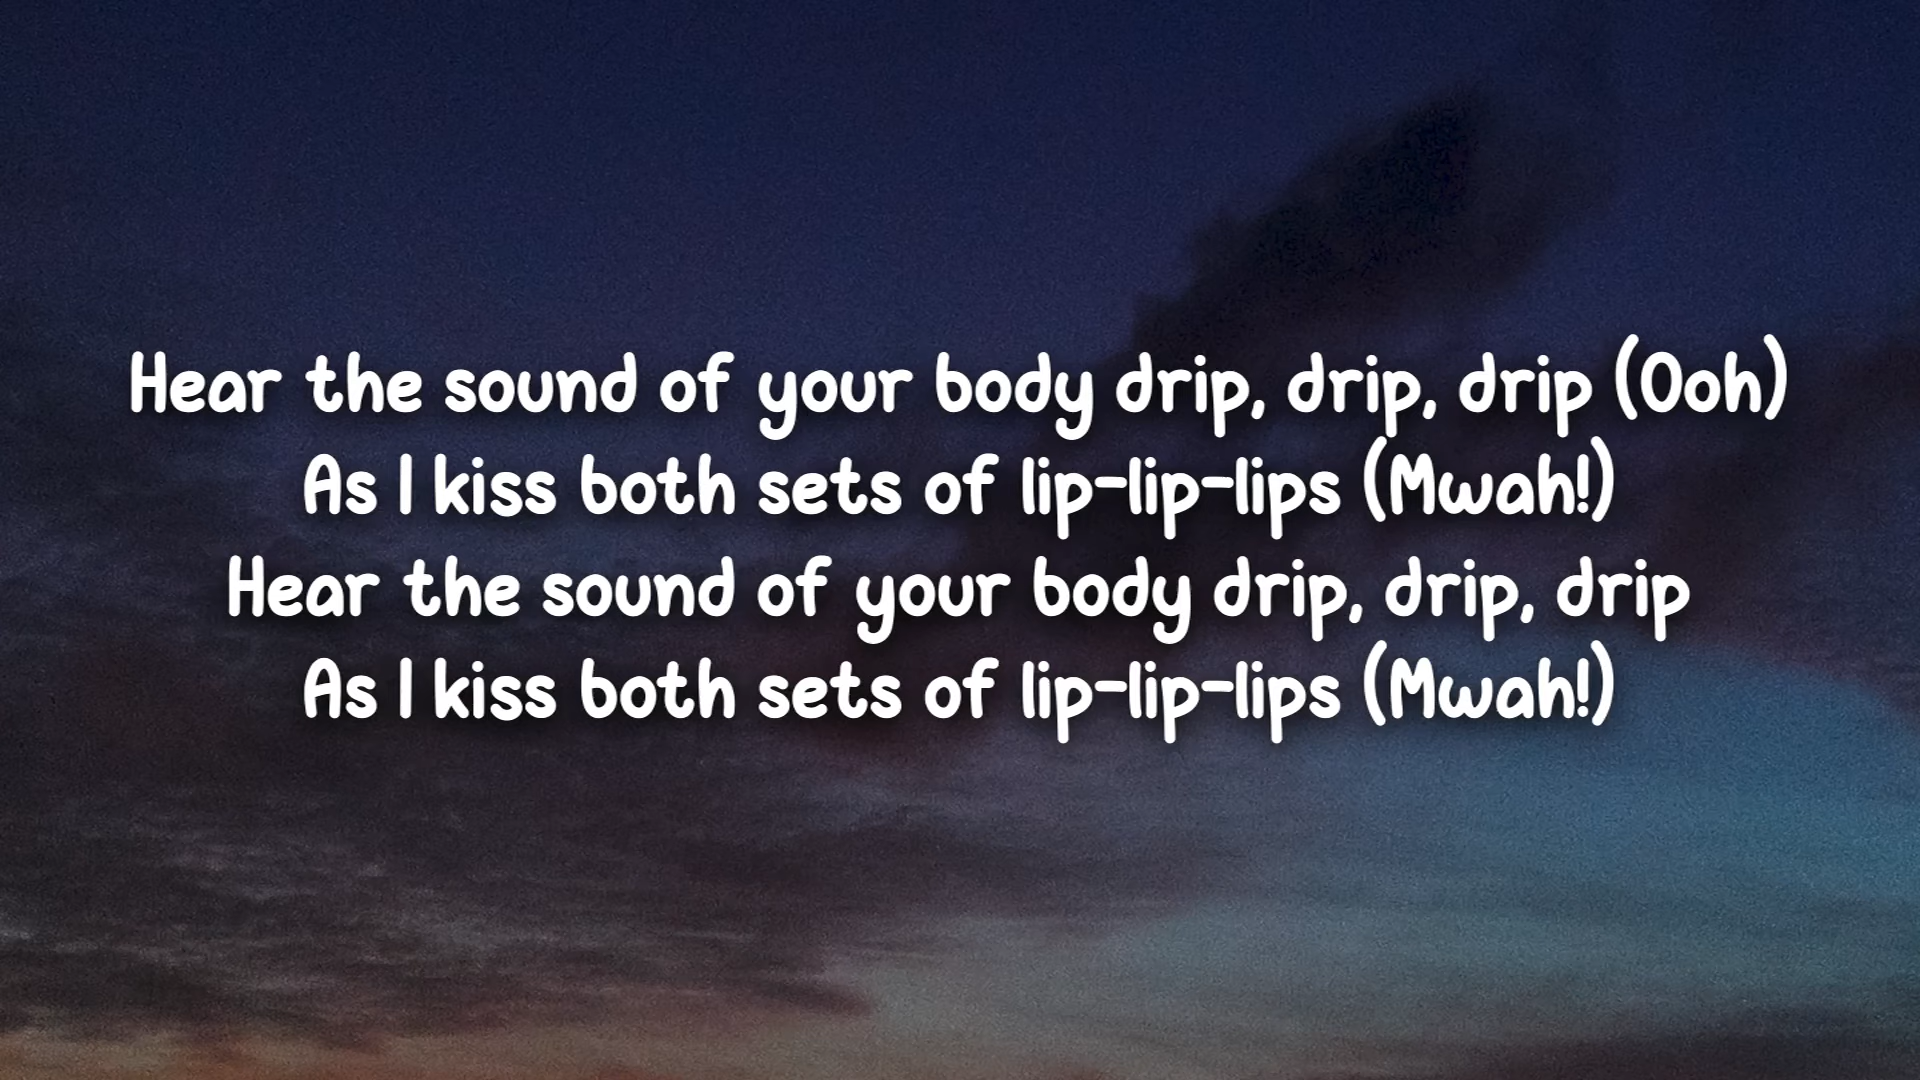 Hear the sound of your body drip, drip, drip (Ooh)
As I kiss both sets of lip-lip-lips (Mwah!)
Hear the sound of your body drip, drip, drip
As I kiss both sets of lip-lip-lips (Mwah!)